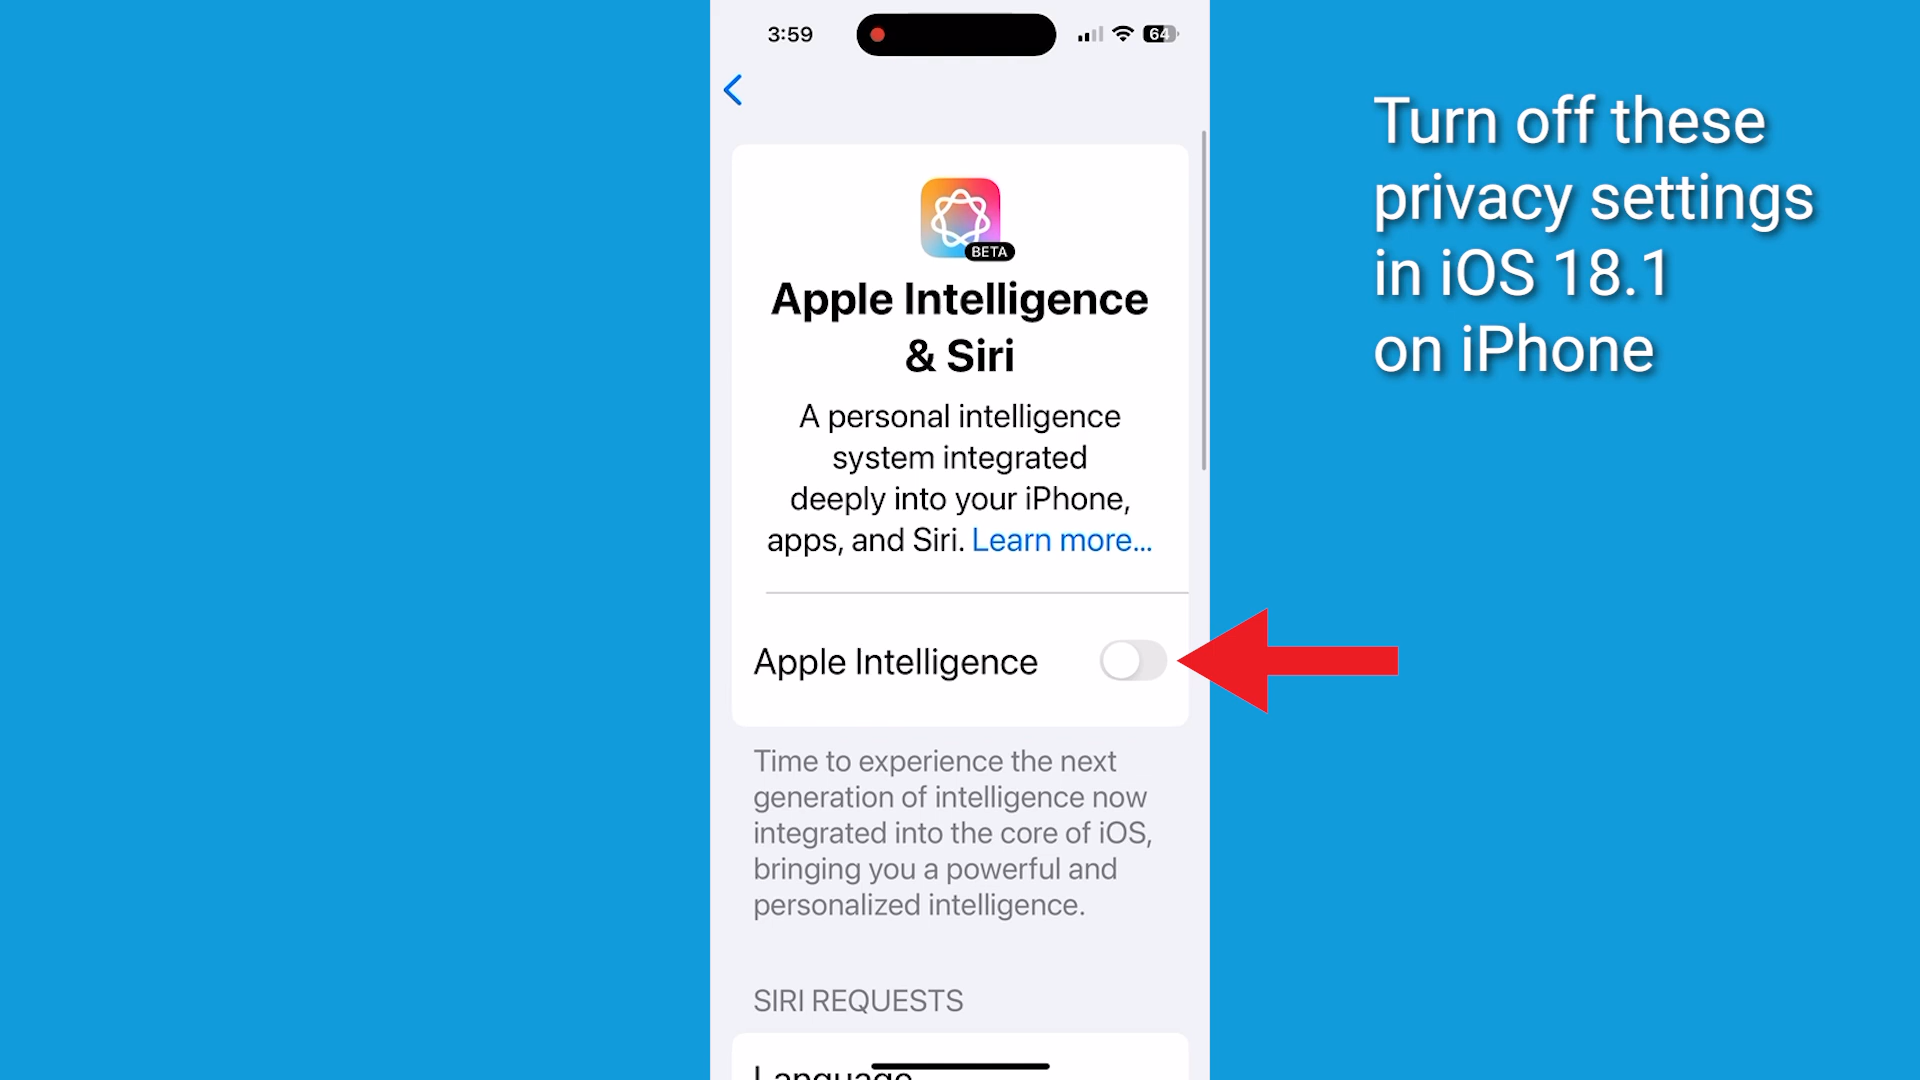 3:59
64
BETA
Apple Intelligence
& Siri
A personal intelligence
system integrated
deeply into your iPhone,
apps, and Siri. Learn more...
Apple Intelligence
Time to experience the next
generation of intelligence now
integrated into the core of iOS,
bringing you a powerful and
personalized intelligence.
SIRI REQUESTS
Language
Turn off these
privacy settings
in iOS 18.1
on iPhone